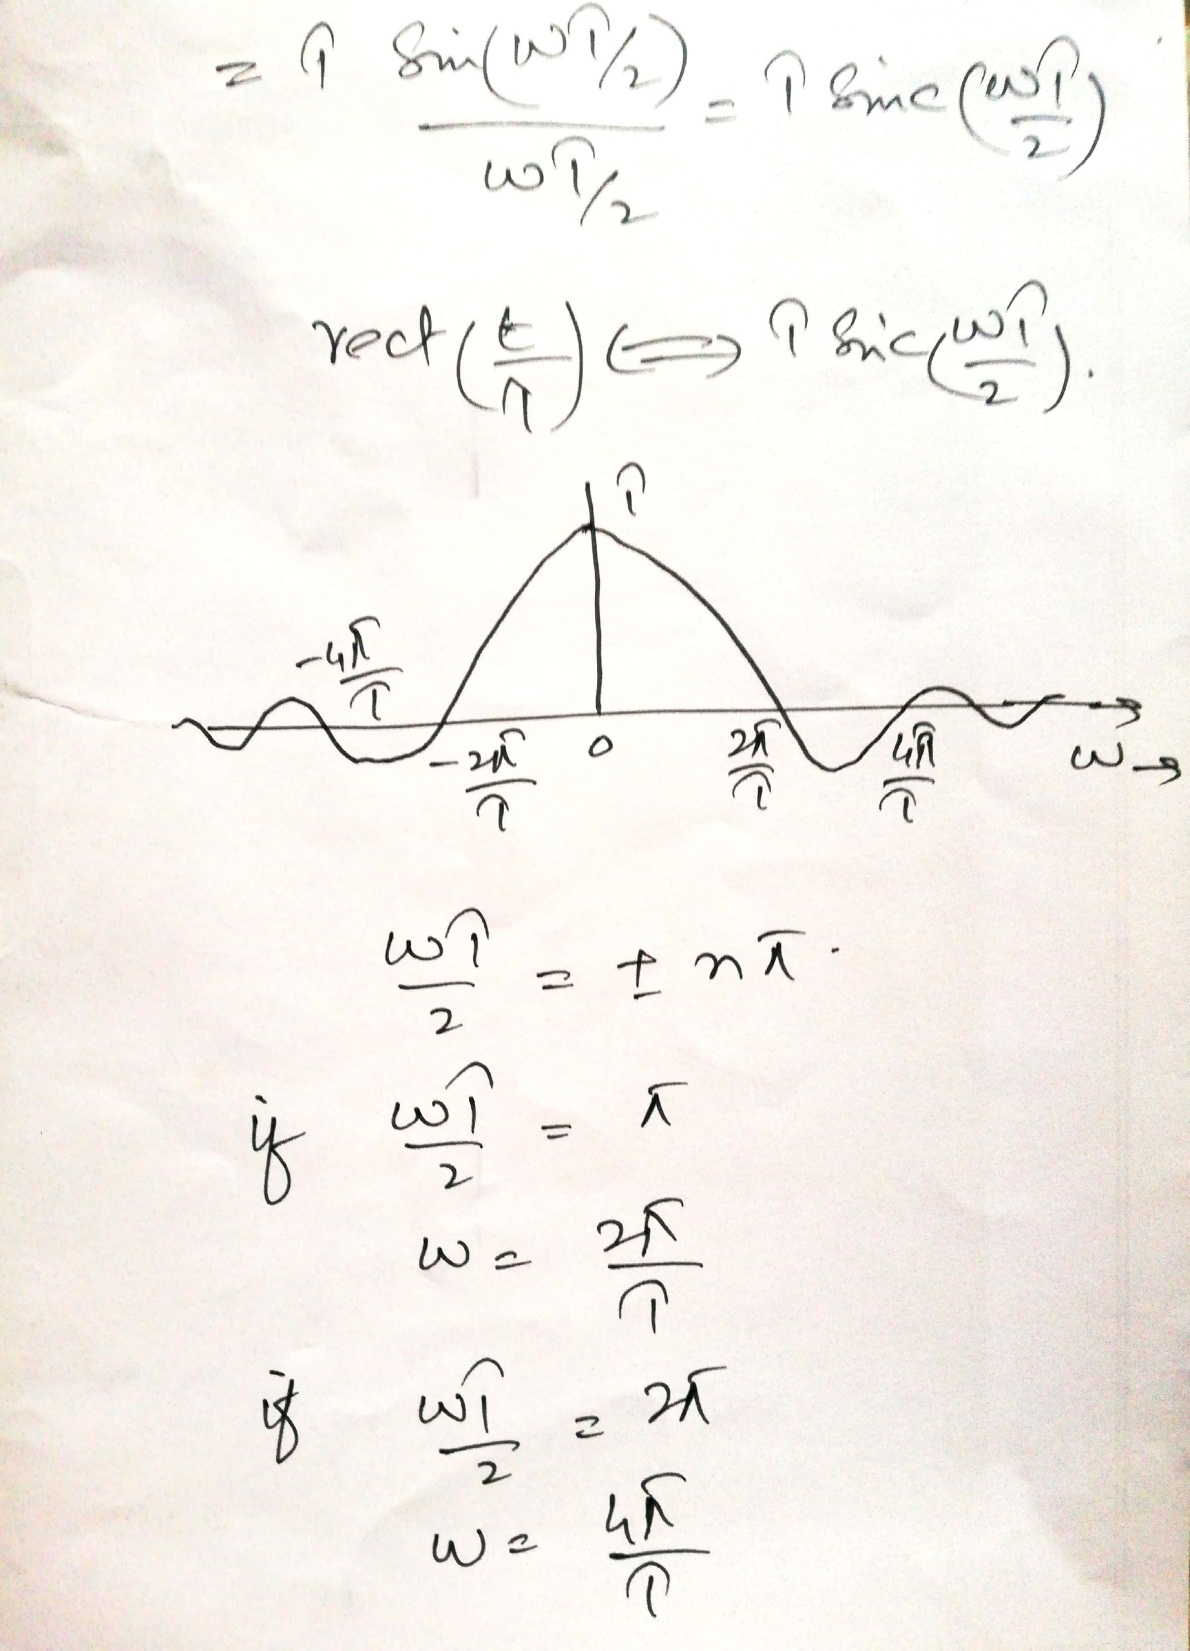 = τ sin(ωτ/2) / ωτ/2 = τ sinc(ωτ/2)
rect(t/τ) ⟺ τ sinc(ωτ/2).
τ
-4π/τ
-2π/τ 0 2π/τ 4π/τ ω→
ωτ/2 = ± nπ.
if ωτ/2 = π
ω = 2π/τ
if ωτ/2 = 2π
ω = 4π/τ